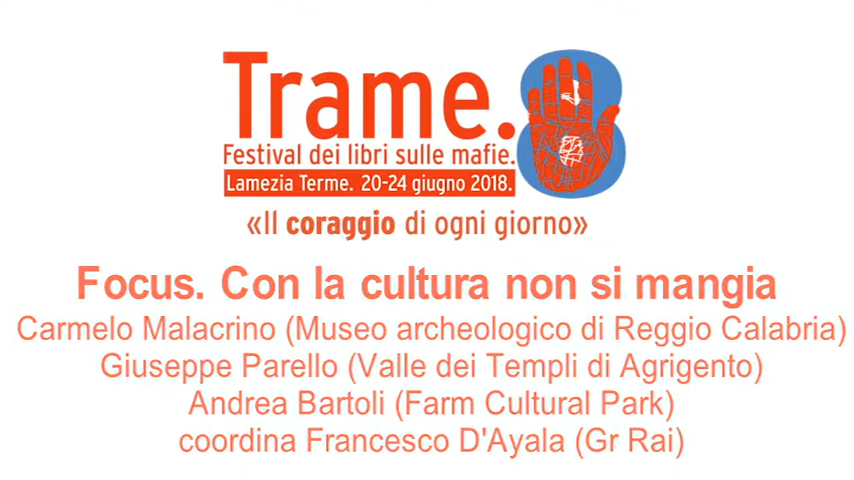 Trame.8
Festival dei libri sulle mafie.
Lamezia Terme. 20-24 giugno 2018.
«Il coraggio di ogni giorno»
Focus. Con la cultura non si mangia
Carmelo Malacrino (Museo archeologico di Reggio Calabria)
Giuseppe Parello (Valle dei Templi di Agrigento)
Andrea Bartoli (Farm Cultural Park)
coordina Francesco D'Ayala (Gr Rai)